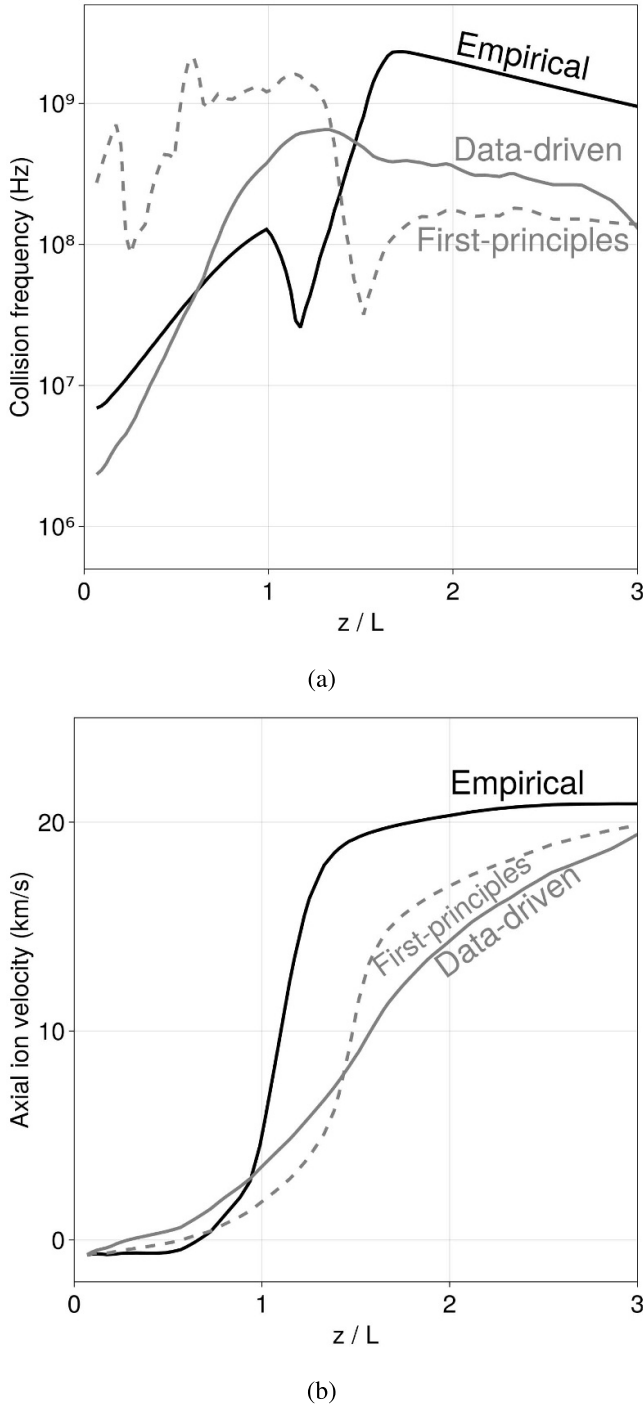 10⁹
10⁸
10⁷
10⁶
Collision frequency (Hz)
Empirical
Data-driven
First-principles
0 1 2 3
z / L
(a)
20
10
0
Axial ion velocity (km/s)
Empirical
First-principles
Data-driven
0 1 2 3
z / L
(b)